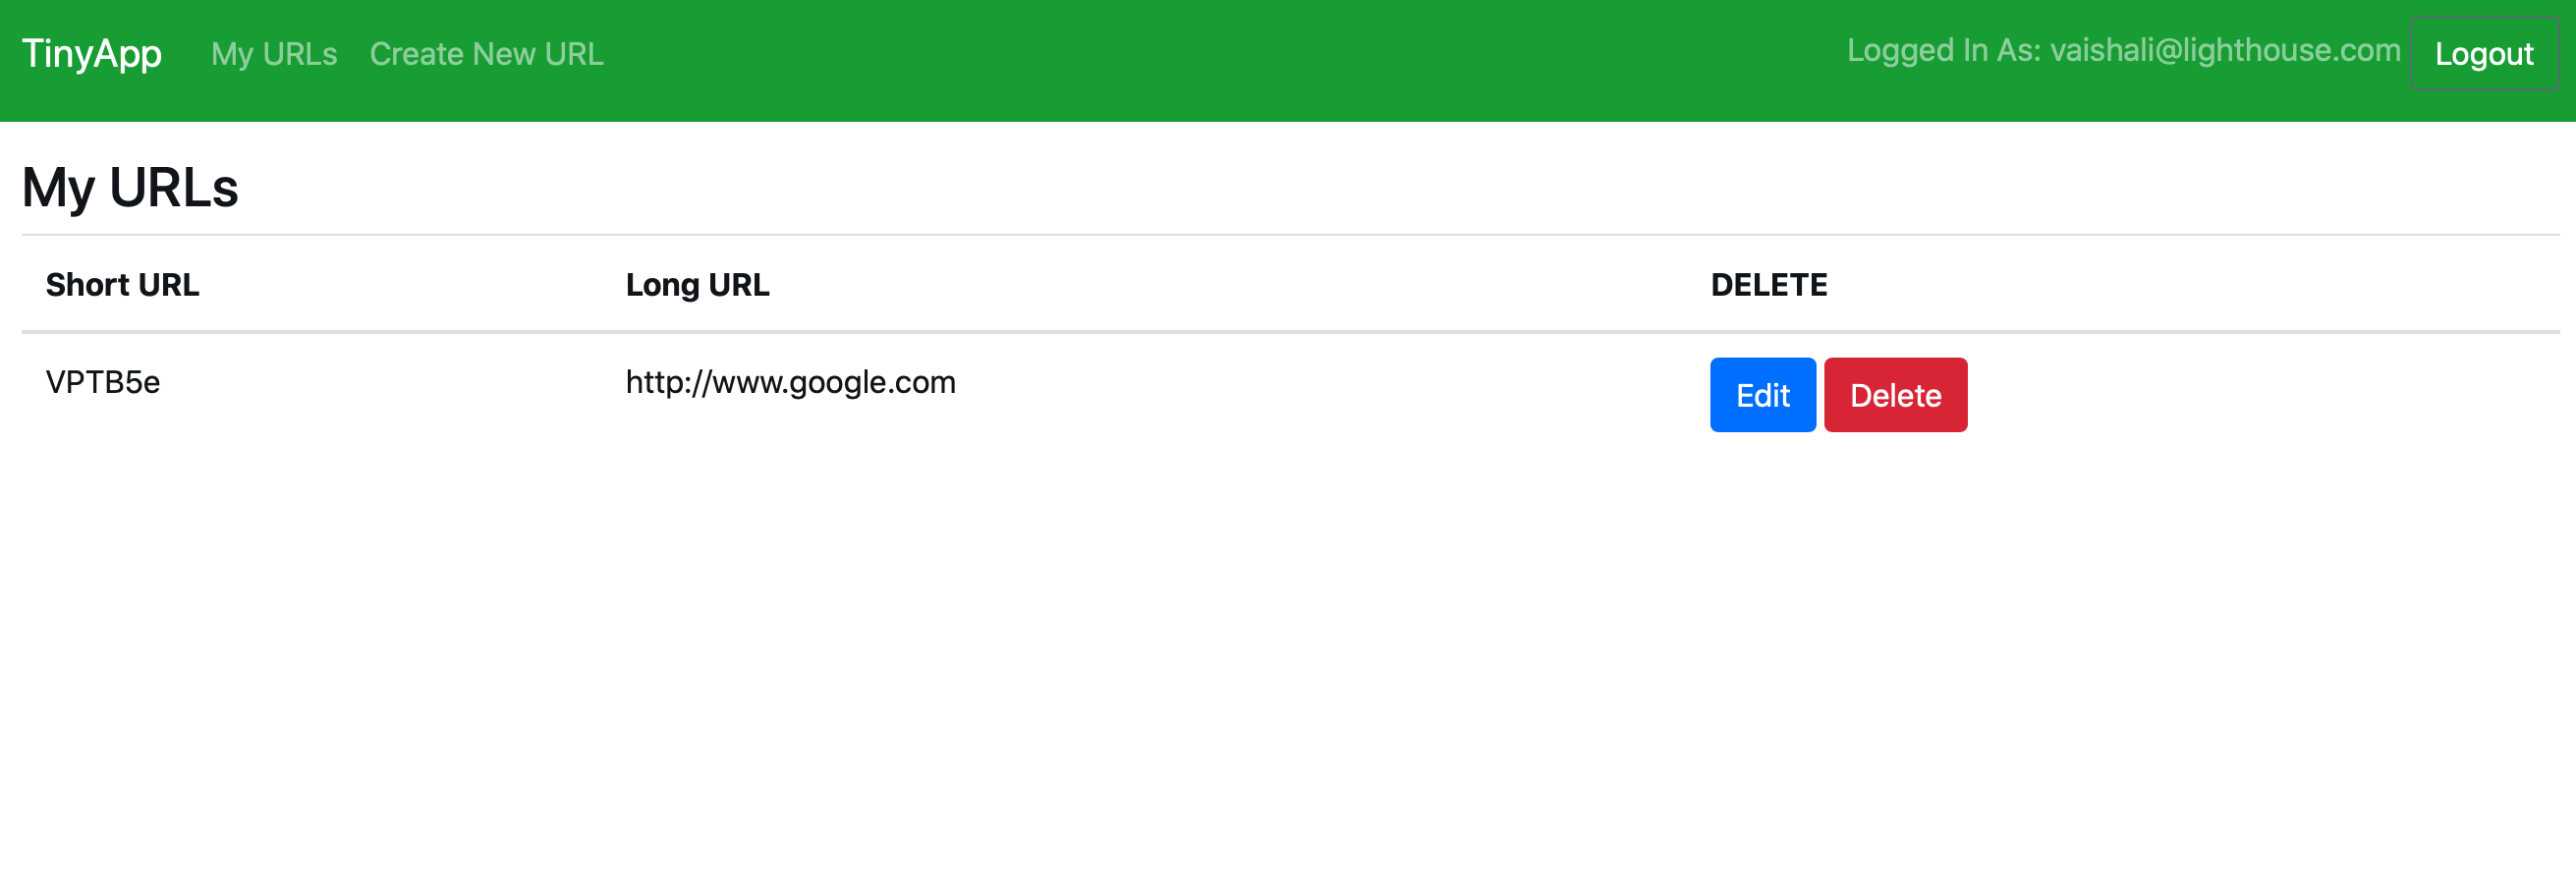 TinyApp My URLs Create New URL Logged In As: vaishali@lighthouse.com Logout
My URLs
Short URL Long URL DELETE
VPTB5e http://www.google.com Edit Delete